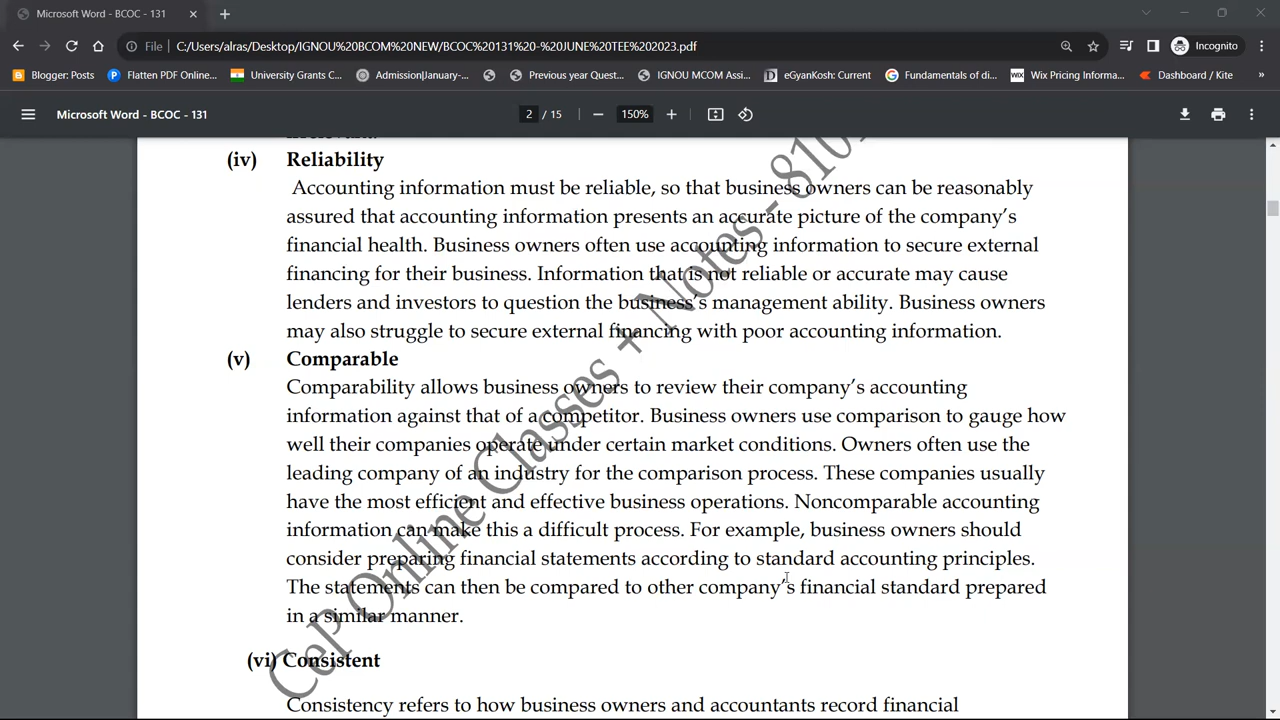 Microsoft Word - BCOC - 131
File C:/Users/alras/Desktop/IGNOU%20BCOM%20NEW/BCOC%20131%20-%20JUNE%20TEE%202023.pdf Incognito
Blogger: Posts Flatten PDF Online... University Grants C... Admission|January-... Previous year Quest... IGNOU MCOM Assi... eGyanKosh: Current Fundamentals of di... WIX Wix Pricing Informa... Dashboard / Kite »
Microsoft Word - BCOC - 131 2 / 15 150%
(iv) Reliability
Accounting information must be reliable, so that business owners can be reasonably
assured that accounting information presents an accurate picture of the company's
financial health. Business owners often use accounting information to secure external
financing for their business. Information that is not reliable or accurate may cause
lenders and investors to question the business's management ability. Business owners
may also struggle to secure external financing with poor accounting information.
(v) Comparable
Comparability allows business owners to review their company's accounting
information against that of a competitor. Business owners use comparison to gauge how
well their companies operate under certain market conditions. Owners often use the
leading company of an industry for the comparison process. These companies usually
have the most efficient and effective business operations. Noncomparable accounting
information can make this a difficult process. For example, business owners should
consider preparing financial statements according to standard accounting principles.
The statements can then be compared to other company's financial standard prepared
in a similar manner.
(vi) Consistent
Consistency refers to how business owners and accountants record financial
CeP Online Classes + Notes - 810